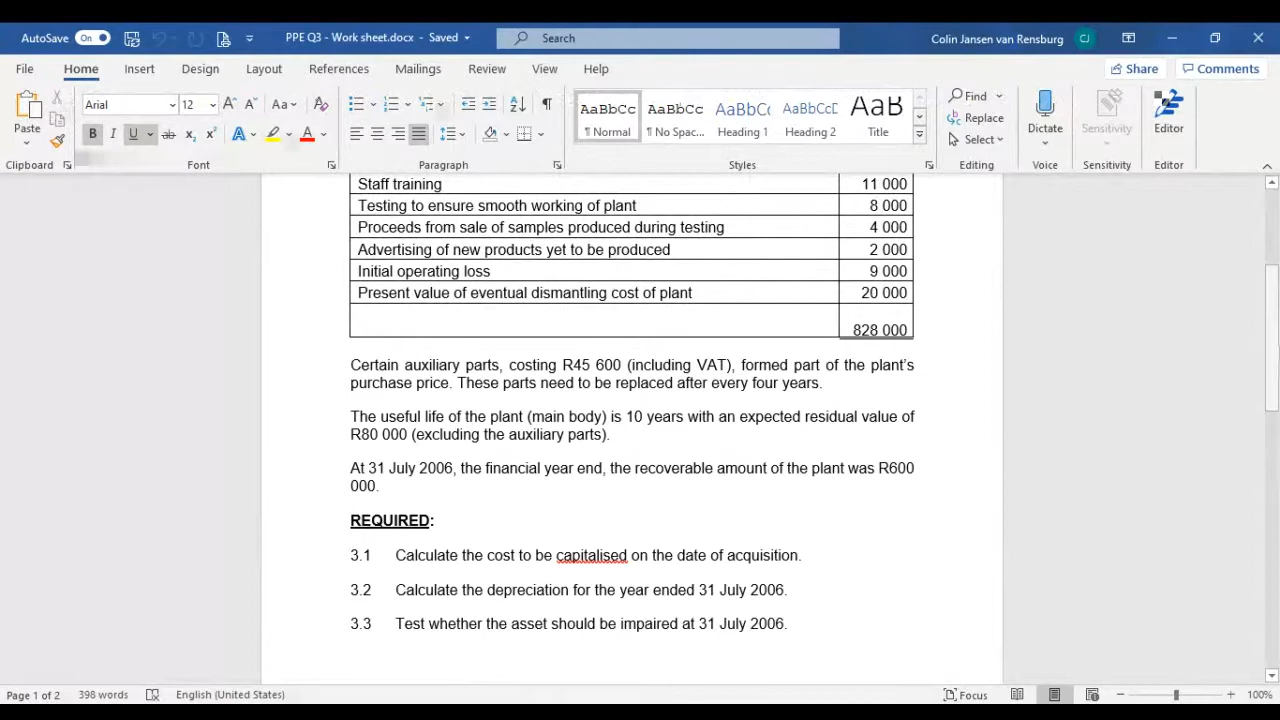 AutoSave On PPE Q3 - Work sheet.docx - Saved Search Colin Jansen van Rensburg CJ
File Home Insert Design Layout References Mailings Review View Help Share Comments
Paste Arial 12 A A Aa A
B I U ab x₂ x² A A
AaBbCc AaBbCc AaBbCc AaBbCcD AaB
¶ Normal ¶ No Spac... Heading 1 Heading 2 Title
Find
Replace
Select
Dictate Sensitivity Editor
Clipboard Font Paragraph Styles Editing Voice Sensitivity Editor
Staff training 11 000
Testing to ensure smooth working of plant 8 000
Proceeds from sale of samples produced during testing 4 000
Advertising of new products yet to be produced 2 000
Initial operating loss 9 000
Present value of eventual dismantling cost of plant 20 000
828 000
Certain auxiliary parts, costing R45 600 (including VAT), formed part of the plant's
purchase price. These parts need to be replaced after every four years.
The useful life of the plant (main body) is 10 years with an expected residual value of
R80 000 (excluding the auxiliary parts).
At 31 July 2006, the financial year end, the recoverable amount of the plant was R600
000.
REQUIRED:
3.1 Calculate the cost to be capitalised on the date of acquisition.
3.2 Calculate the depreciation for the year ended 31 July 2006.
3.3 Test whether the asset should be impaired at 31 July 2006.
Page 1 of 2 398 words English (United States) Focus 100%